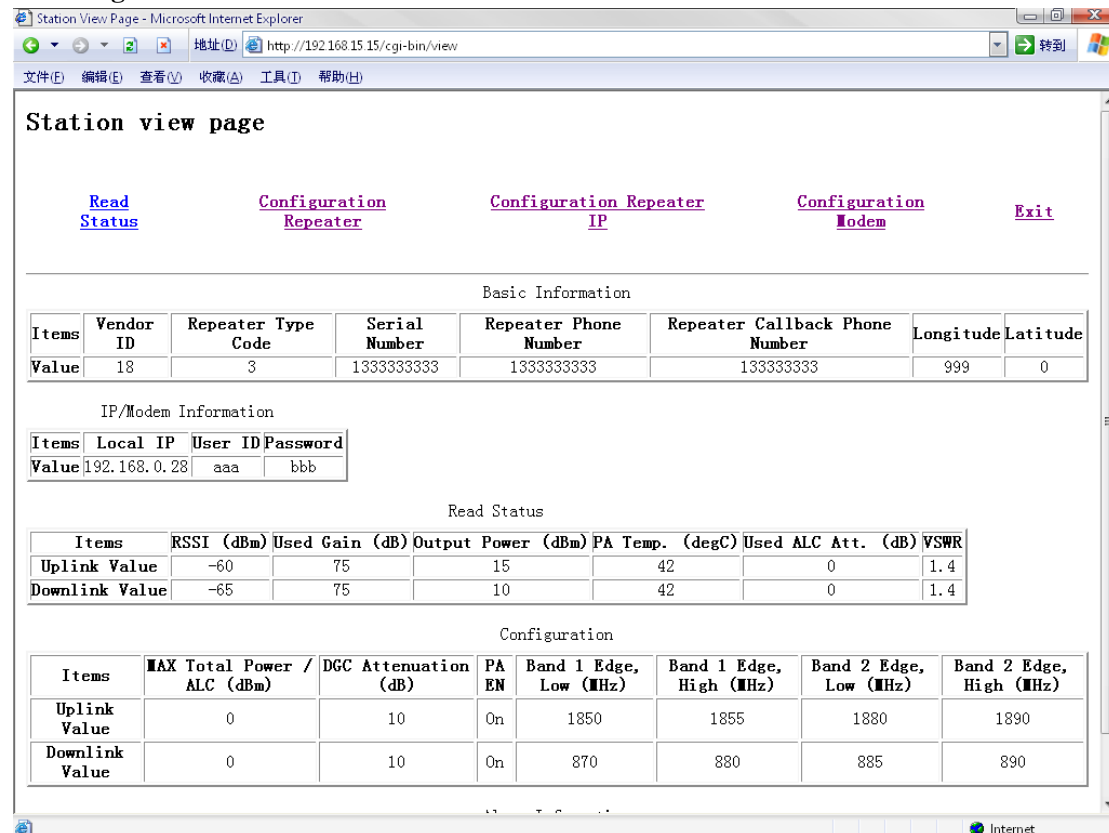 Station View Page - Microsoft Internet Explorer
地址(D) http://192.168.15.15/cgi-bin/view 转到
文件(F) 编辑(E) 查看(V) 收藏(A) 工具(T) 帮助(H)
Station view page
Read Status Configuration Repeater Configuration Repeater IP Configuration Modem Exit
Basic Information
Items Vendor ID Repeater Type Code Serial Number Repeater Phone Number Repeater Callback Phone Number Longitude Latitude
Value 18 3 1333333333 1333333333 133333333 999 0
IP/Modem Information
Items Local IP User ID Password
Value 192.168.0.28 aaa bbb
Read Status
Items RSSI (dBm) Used Gain (dB) Output Power (dBm) PA Temp. (degC) Used ALC Att. (dB) VSWR
Uplink Value -60 75 15 42 0 1.4
Downlink Value -65 75 10 42 0 1.4
Configuration
Items MAX Total Power / ALC (dBm) DGC Attenuation (dB) PA EN Band 1 Edge, Low (MHz) Band 1 Edge, High (MHz) Band 2 Edge, Low (MHz) Band 2 Edge, High (MHz)
Uplink Value 0 10 On 1850 1855 1880 1890
Downlink Value 0 10 On 870 880 885 890
Internet